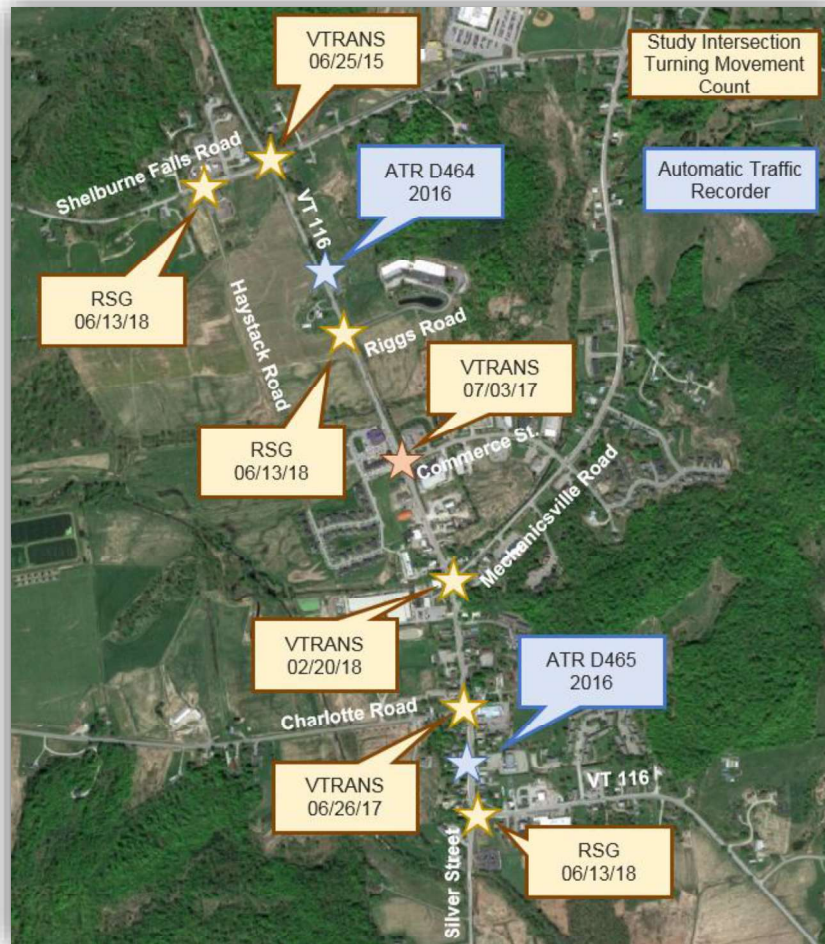 VTRANS
06/25/15
Study Intersection
Turning Movement
Count
Shelburne Falls Road
ATR D464
2016
Automatic Traffic
Recorder
VT 116
RSG
06/13/18
Haystack Road
Riggs Road
VTRANS
07/03/17
RSG
06/13/18
Commerce St.
Mechanicsville Road
VTRANS
02/20/18
ATR D465
2016
Charlotte Road
VTRANS
06/26/17
VT 116
Silver Street
RSG
06/13/18